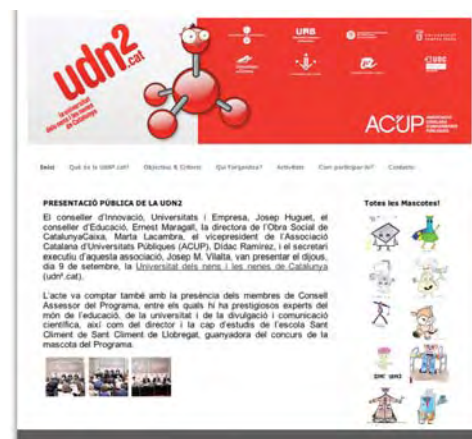 udn2
.cat
la universitat
dels nens i les nenes
de Catalunya
URB
UOC
ACUP
Inici Què és la UdN².cat? Objectius & Criteris Qui l'organitza? Activitats Com participar-hi? Contacte
PRESENTACIÓ PÚBLICA DE LA UDN2
El conseller d'Innovació, Universitats i Empresa, Josep Huguet, el
conseller d'Educació, Ernest Maragall, la directora de l'Obra Social de
CatalunyaCaixa, Marta Lacambra, el vicepresident de l'Associació
Catalana d'Universitats Públiques (ACUP), Dídac Ramírez, i el secretari
executiu d'aquesta associació, Josep M. Vilalta, van presentar el dijous,
dia 9 de setembre, la Universitat dels nens i les nenes de Catalunya
(udn².cat).
L'acte va comptar també amb la presència dels membres de Consell
Assessor del Programa, entre els quals hi ha prestigiosos experts del
món de l'educació, de la universitat i de la divulgació i comunicació
científica, així com del director i la cap d'estudis de l'escola Sant
Climent de Sant Climent de Llobregat, guanyadora del concurs de la
mascota del Programa.
Totes les Mascotes!